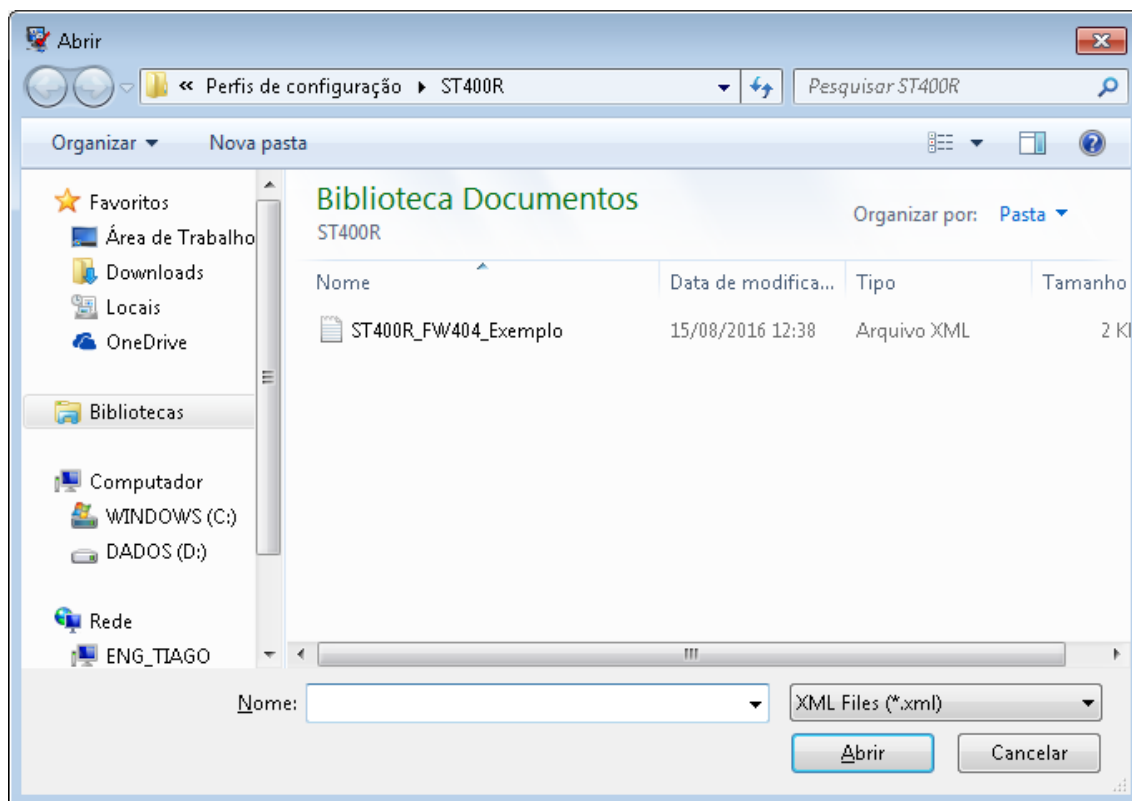 Abrir
« Perfis de configuração ▸ ST400R
Pesquisar ST400R
Organizar
Nova pasta
Favoritos
Área de Trabalho
Downloads
Locais
OneDrive
Bibliotecas
Computador
WINDOWS (C:)
DADOS (D:)
Rede
ENG_TIAGO
Biblioteca Documentos
ST400R
Organizar por: Pasta
Nome Data de modifica... Tipo Tamanho
ST400R_FW404_Exemplo 15/08/2016 12:38 Arquivo XML 2
Nome:
XML Files (*.xml)
Abrir Cancelar